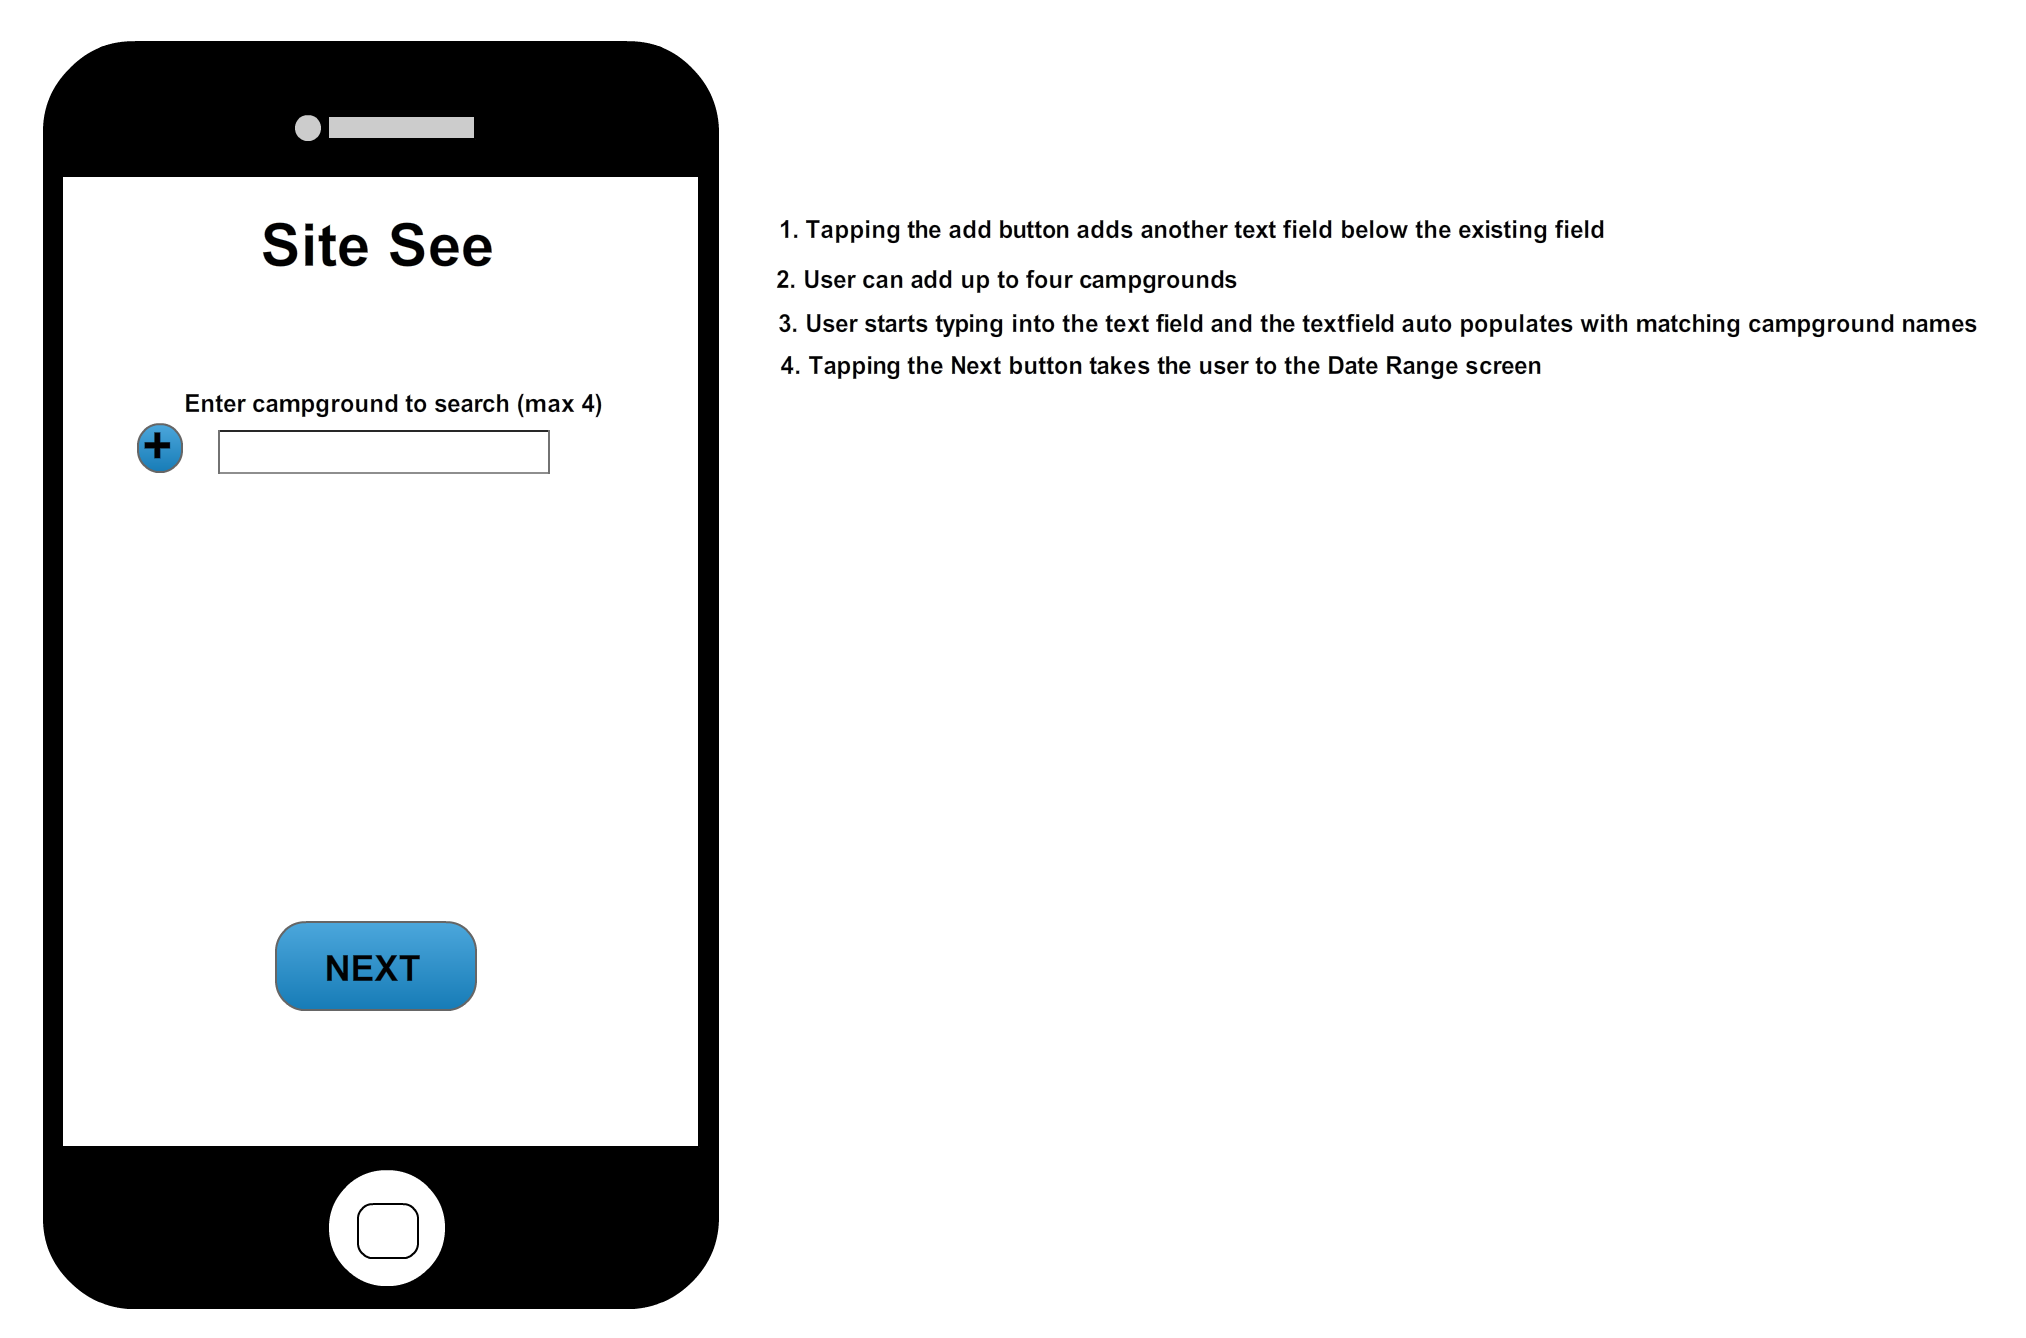 Site See
Enter campground to search (max 4)
+
NEXT
1. Tapping the add button adds another text field below the existing field
2. User can add up to four campgrounds
3. User starts typing into the text field and the textfield auto populates with matching campground names
4. Tapping the Next button takes the user to the Date Range screen